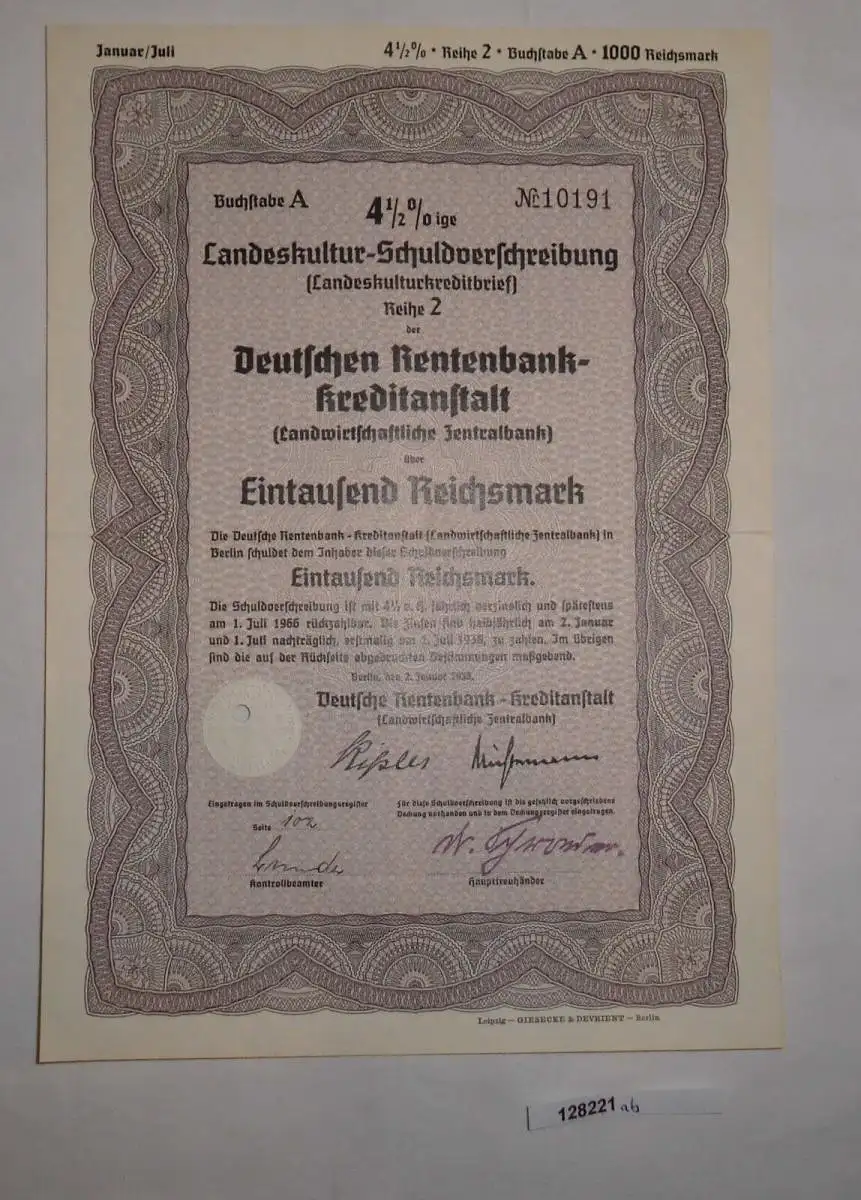 Januar/Juli 4½% · Reihe 2 · Buchstabe A · 1000 Reichsmark
Buchstabe A 4½% ige № 10191
Landeskultur-Schuldverschreibung
(Landeskulturkreditbrief)
Reihe 2
der
Deutschen Rentenbank-
Kreditanstalt
(Landwirtschaftliche Zentralbank)
über
Eintausend Reichsmark
Die Deutsche Rentenbank-Kreditanstalt (Landwirtschaftliche Zentralbank) in
Berlin schuldet dem Inhaber dieser Schuldverschreibung
Eintausend Reichsmark.
Die Schuldverschreibung ist mit 4½ v. H. jährlich verzinslich und spätestens
am 1. Juli 1966 rückzahlbar. Die Zinsen sind halbjährlich am 2. Januar
und 1. Juli nachträglich, erstmalig am 1. Juli 1938, zu zahlen. Im übrigen
sind die auf der Rückseite abgedruckten Bestimmungen maßgebend.
Berlin, den 2. Januar 1938.
Deutsche Rentenbank-Kreditanstalt
(Landwirtschaftliche Zentralbank)
Eingetragen im Schuldverschreibungsregister
Seite 102
Kontrollbeamter
Für diese Schuldverschreibung ist die gesetzlich vorgeschriebene
Deckung vorhanden und in dem Deckungsregister eingetragen.
Haupttreuhänder
Leipzig — GIESECKE & DEVRIENT — Berlin
128221 ab